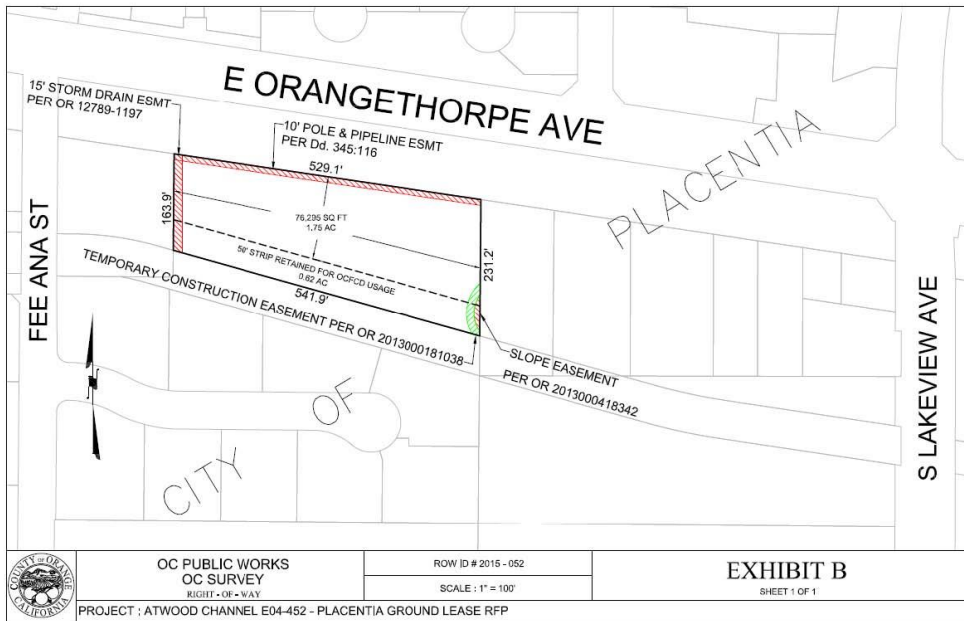 E ORANGETHORPE AVE
15' STORM DRAIN ESMT
PER OR 12789-1197
10' POLE & PIPELINE ESMT
PER Dd. 345:116
529.1'
PLACENTIA
163.9'
76,295 SQ FT
1.75 AC
231.2'
50' STRIP RETAINED FOR OCFCD USAGE
0.62 AC
541.9'
FEE ANA ST
TEMPORARY CONSTRUCTION EASEMENT PER OR 2013000181038
SLOPE EASEMENT
PER OR 2013000418342
S LAKEVIEW AVE
CITY OF
COUNTY OF ORANGE
CALIFORNIA
OC PUBLIC WORKS
OC SURVEY
RIGHT - OF - WAY
ROW ID # 2015 - 052
SCALE : 1" = 100'
EXHIBIT B
SHEET 1 OF 1
PROJECT : ATWOOD CHANNEL E04-452 - PLACENTIA GROUND LEASE RFP